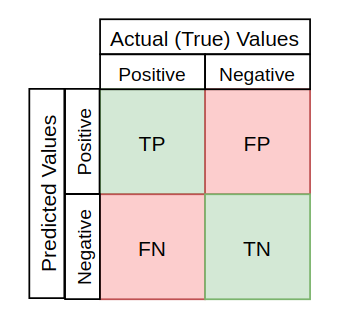 Actual (True) Values
Positive
Negative
Predicted Values
Positive
TP
FP
Negative
FN
TN